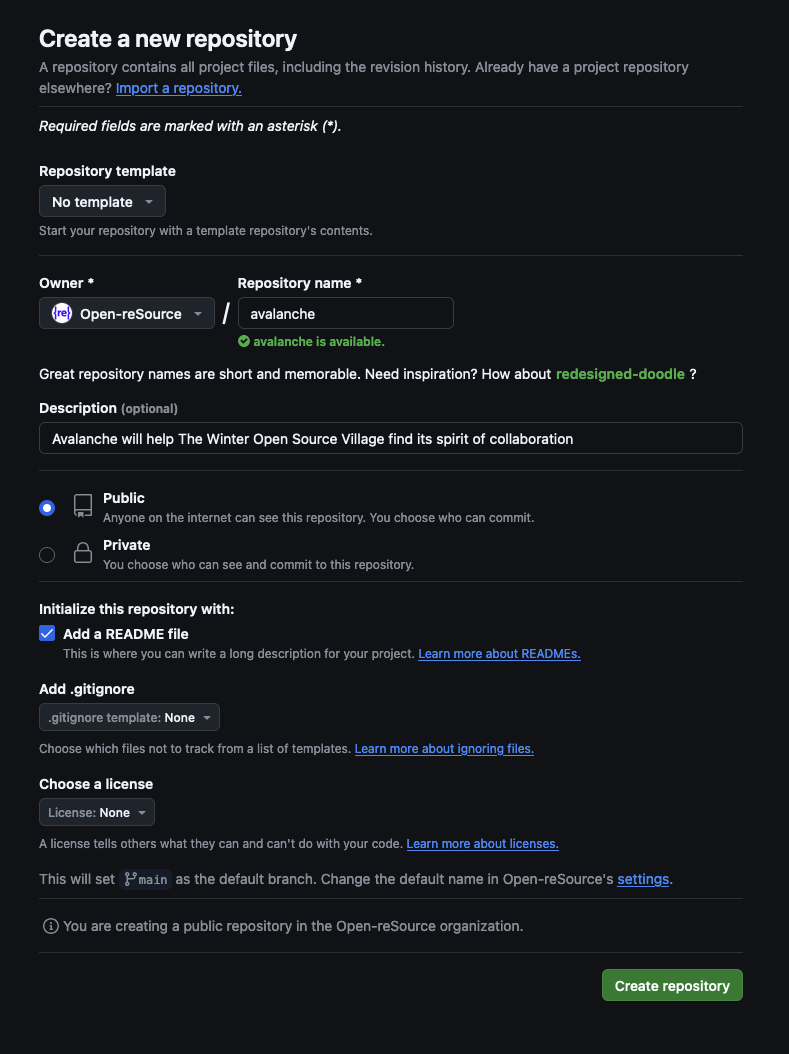 Create a new repository
A repository contains all project files, including the revision history. Already have a project repository
elsewhere? Import a repository.
Required fields are marked with an asterisk (*).
Repository template
No template
Start your repository with a template repository's contents.
Owner *
Repository name *
{re} Open-reSource / avalanche
avalanche is available.
Great repository names are short and memorable. Need inspiration? How about redesigned-doodle ?
Description (optional)
Avalanche will help The Winter Open Source Village find its spirit of collaboration
Public
Anyone on the internet can see this repository. You choose who can commit.
Private
You choose who can see and commit to this repository.
Initialize this repository with:
Add a README file
This is where you can write a long description for your project. Learn more about READMEs.
Add .gitignore
.gitignore template: None
Choose which files not to track from a list of templates. Learn more about ignoring files.
Choose a license
License: None
A license tells others what they can and can't do with your code. Learn more about licenses.
This will set main as the default branch. Change the default name in Open-reSource's settings.
You are creating a public repository in the Open-reSource organization.
Create repository